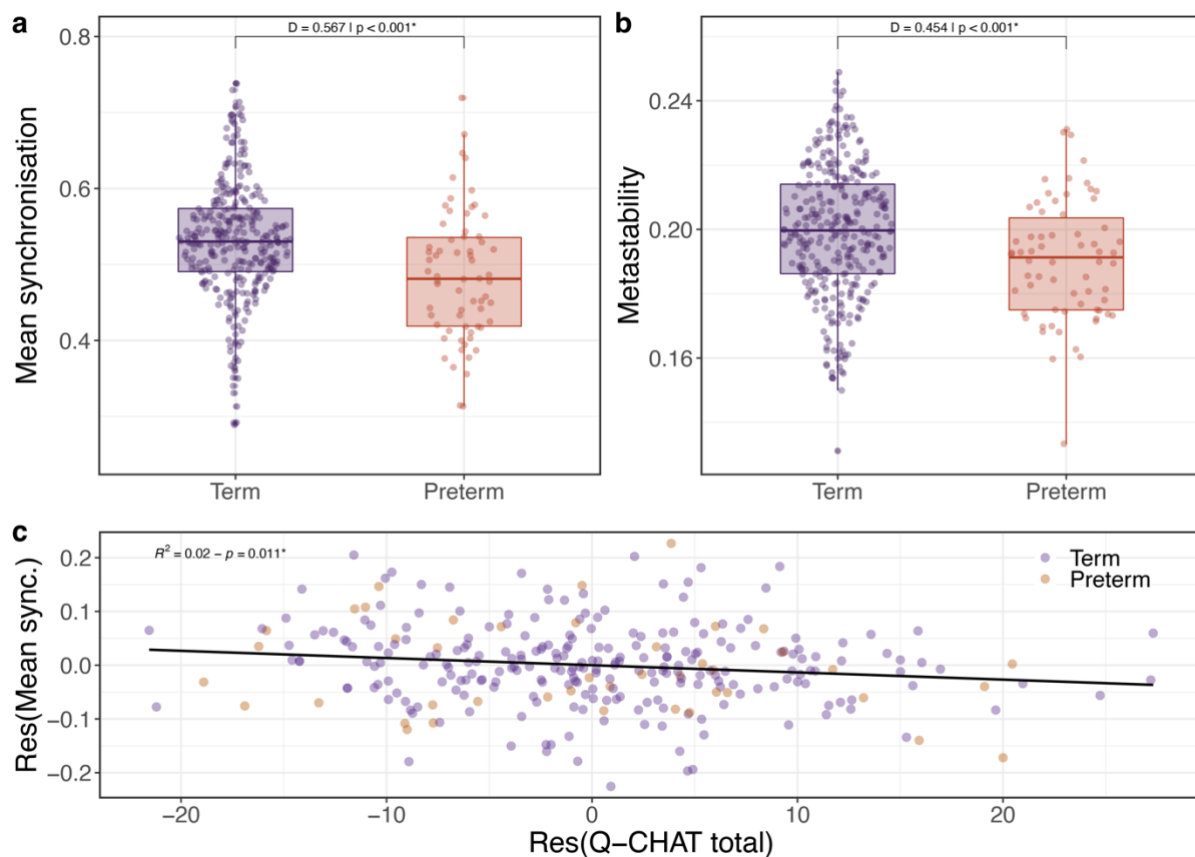 a
D = 0.567 | p < 0.001*
0.8
0.6
0.4
Mean synchronisation
Term Preterm
b
D = 0.454 | p < 0.001*
0.24
0.20
0.16
Metastability
Term Preterm
c
R² = 0.02 − p = 0.011*
Term
Preterm
0.2
0.1
0.0
−0.1
−0.2
Res(Mean sync.)
−20 −10 0 10 20
Res(Q−CHAT total)